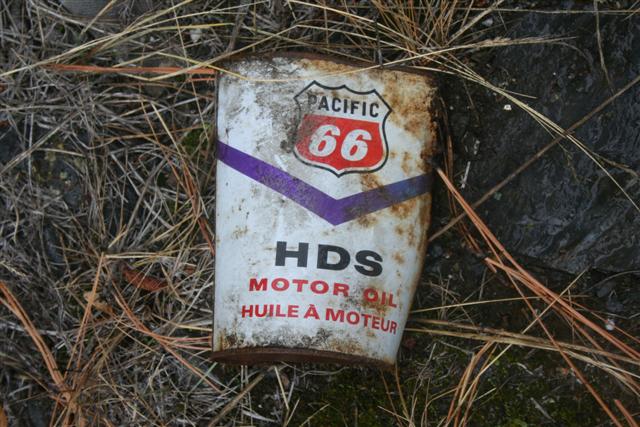 PACIFIC
66
HDS
MOTOR OIL
HUILE À MOTEUR